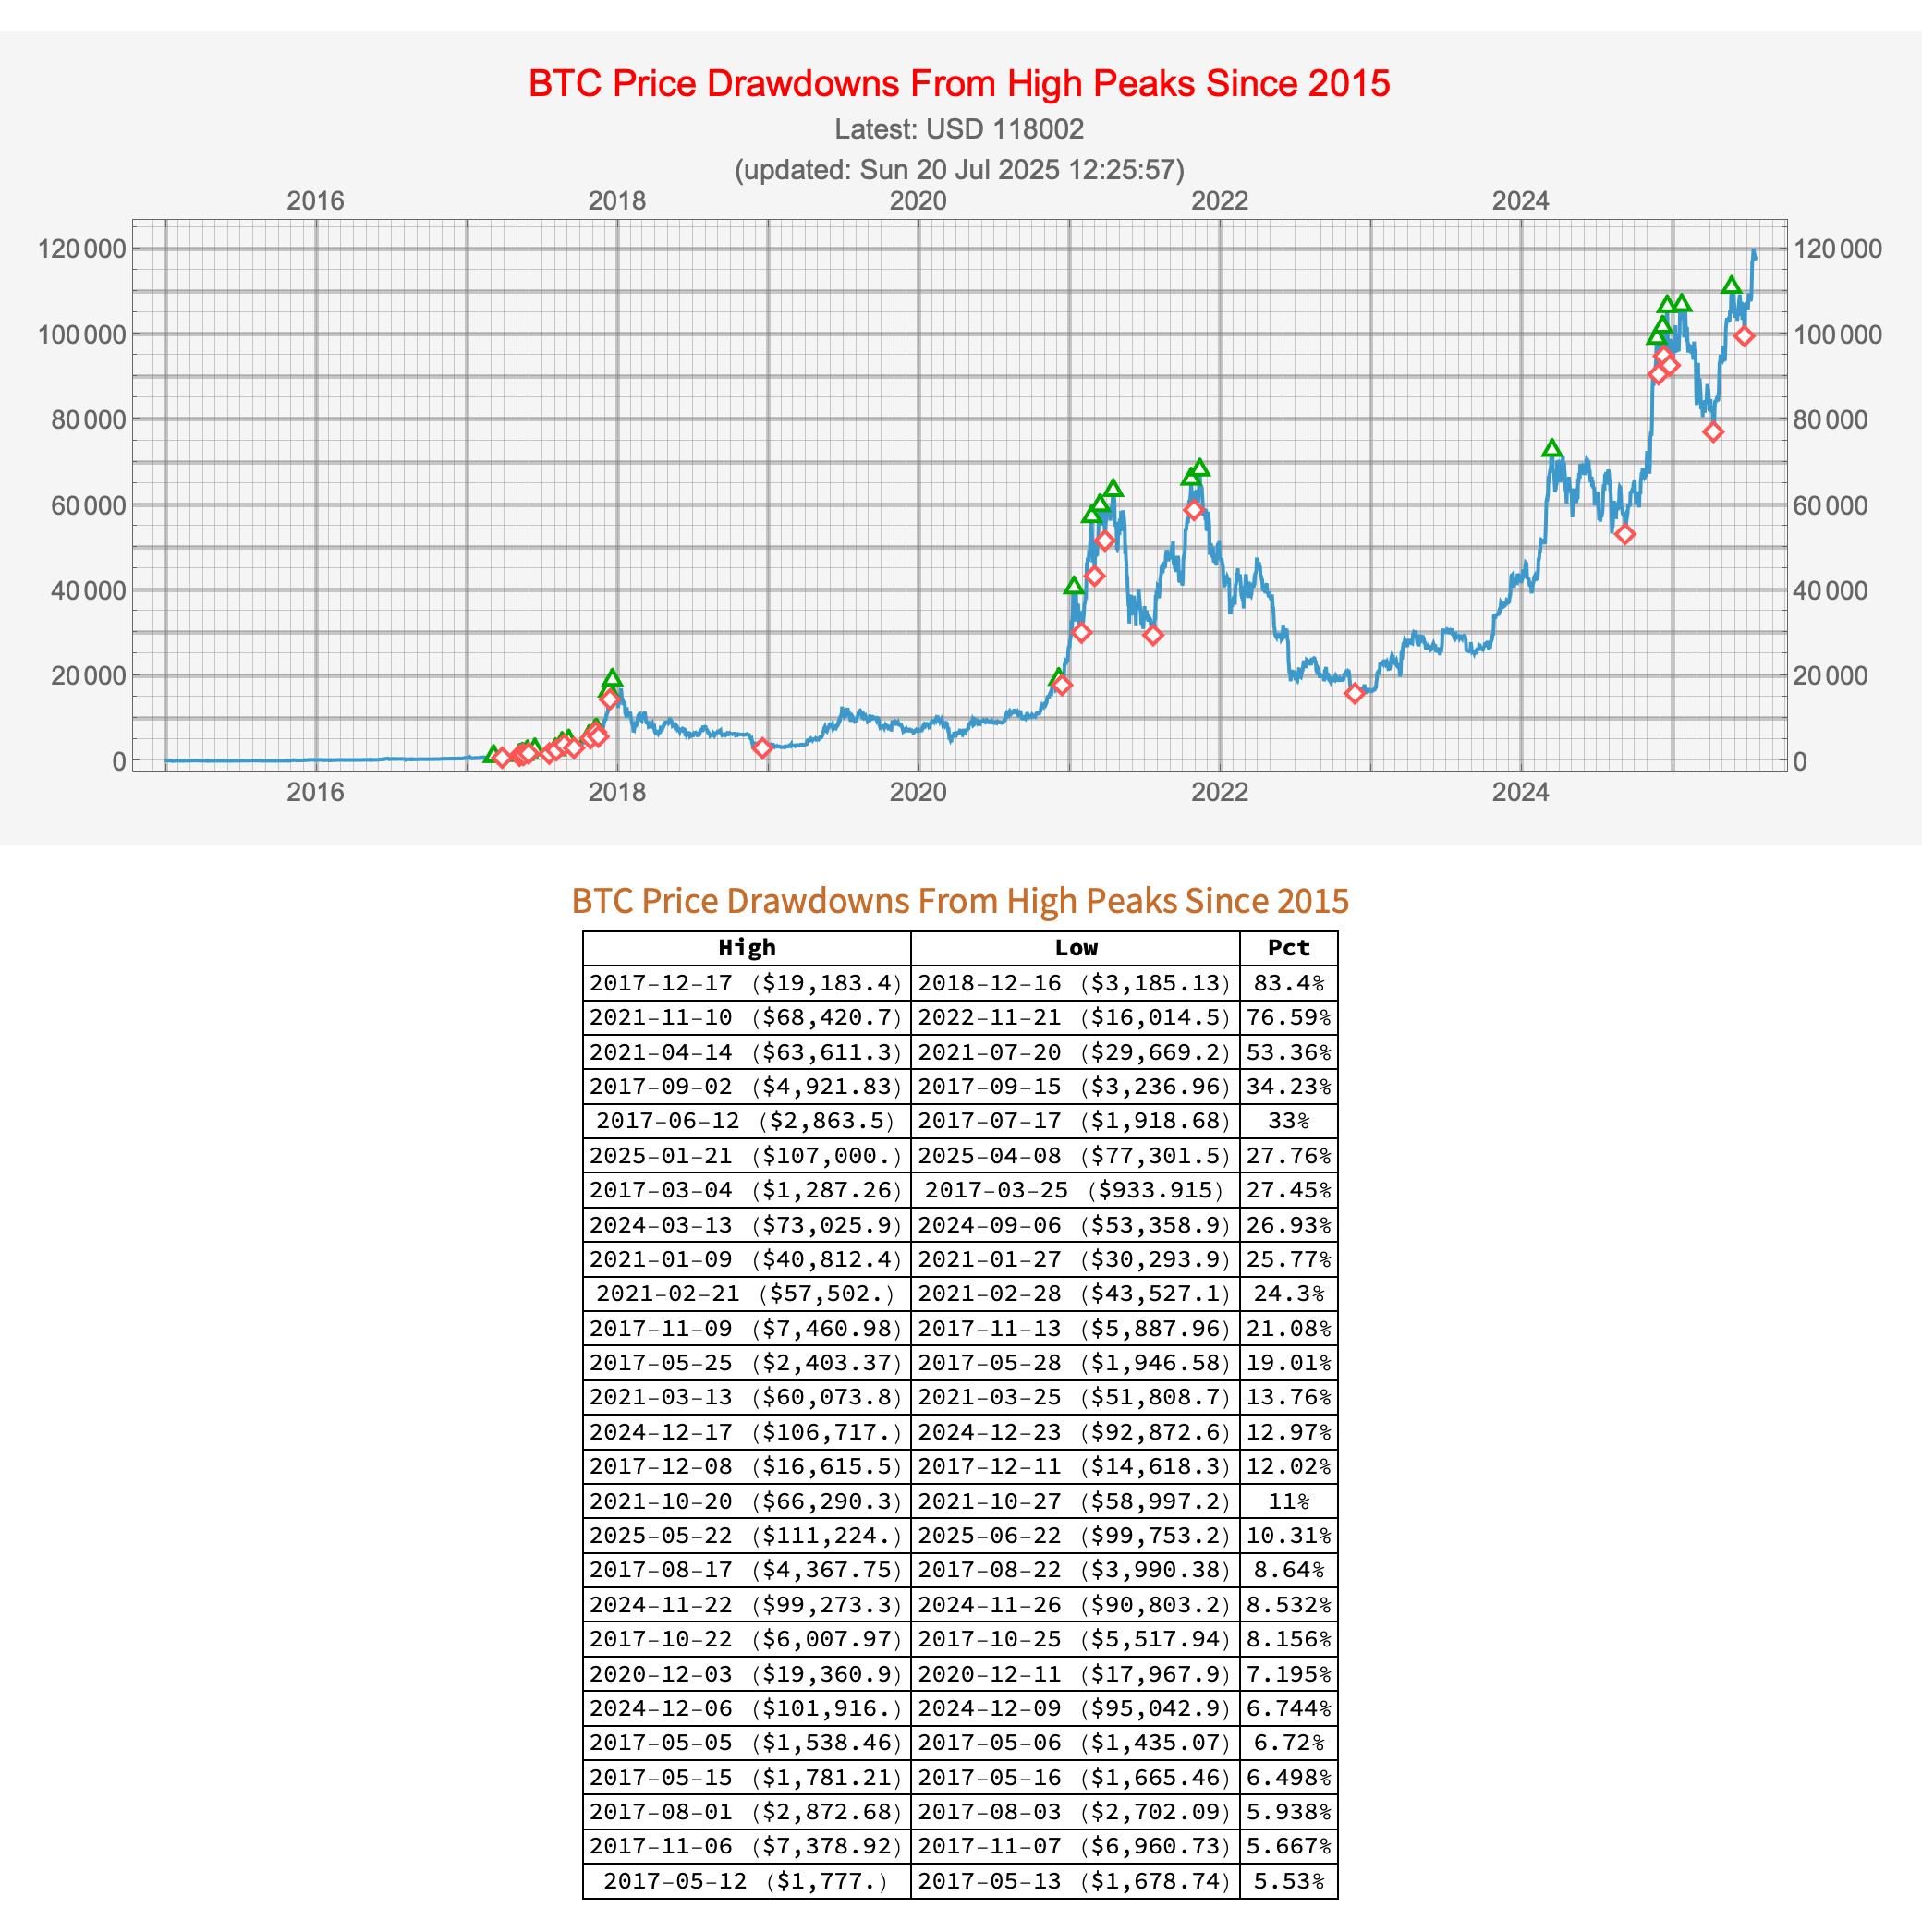 BTC Price Drawdowns From High Peaks Since 2015
Latest: USD 118002
(updated: Sun 20 Jul 2025 12:25:57)
2016 2018 2020 2022 2024
120 000 120 000
100 000 100 000
80 000 80 000
60 000 60 000
40 000 40 000
20 000 20 000
0 0
2016 2018 2020 2022 2024
BTC Price Drawdowns From High Peaks Since 2015
High Low Pct
2017-12-17 ($19,183.4) 2018-12-16 ($3,185.13) 83.4%
2021-11-10 ($68,420.7) 2022-11-21 ($16,014.5) 76.59%
2021-04-14 ($63,611.3) 2021-07-20 ($29,669.2) 53.36%
2017-09-02 ($4,921.83) 2017-09-15 ($3,236.96) 34.23%
2017-06-12 ($2,863.5) 2017-07-17 ($1,918.68) 33%
2025-01-21 ($107,000.) 2025-04-08 ($77,301.5) 27.76%
2017-03-04 ($1,287.26) 2017-03-25 ($933.915) 27.45%
2024-03-13 ($73,025.9) 2024-09-06 ($53,358.9) 26.93%
2021-01-09 ($40,812.4) 2021-01-27 ($30,293.9) 25.77%
2021-02-21 ($57,502.) 2021-02-28 ($43,527.1) 24.3%
2017-11-09 ($7,460.98) 2017-11-13 ($5,887.96) 21.08%
2017-05-25 ($2,403.37) 2017-05-28 ($1,946.58) 19.01%
2021-03-13 ($60,073.8) 2021-03-25 ($51,808.7) 13.76%
2024-12-17 ($106,717.) 2024-12-23 ($92,872.6) 12.97%
2017-12-08 ($16,615.5) 2017-12-11 ($14,618.3) 12.02%
2021-10-20 ($66,290.3) 2021-10-27 ($58,997.2) 11%
2025-05-22 ($111,224.) 2025-06-22 ($99,753.2) 10.31%
2017-08-17 ($4,367.75) 2017-08-22 ($3,990.38) 8.64%
2024-11-22 ($99,273.3) 2024-11-26 ($90,803.2) 8.532%
2017-10-22 ($6,007.97) 2017-10-25 ($5,517.94) 8.156%
2020-12-03 ($19,360.9) 2020-12-11 ($17,967.9) 7.195%
2024-12-06 ($101,916.) 2024-12-09 ($95,042.9) 6.744%
2017-05-05 ($1,538.46) 2017-05-06 ($1,435.07) 6.72%
2017-05-15 ($1,781.21) 2017-05-16 ($1,665.46) 6.498%
2017-08-01 ($2,872.68) 2017-08-03 ($2,702.09) 5.938%
2017-11-06 ($7,378.92) 2017-11-07 ($6,960.73) 5.667%
2017-05-12 ($1,777.) 2017-05-13 ($1,678.74) 5.53%